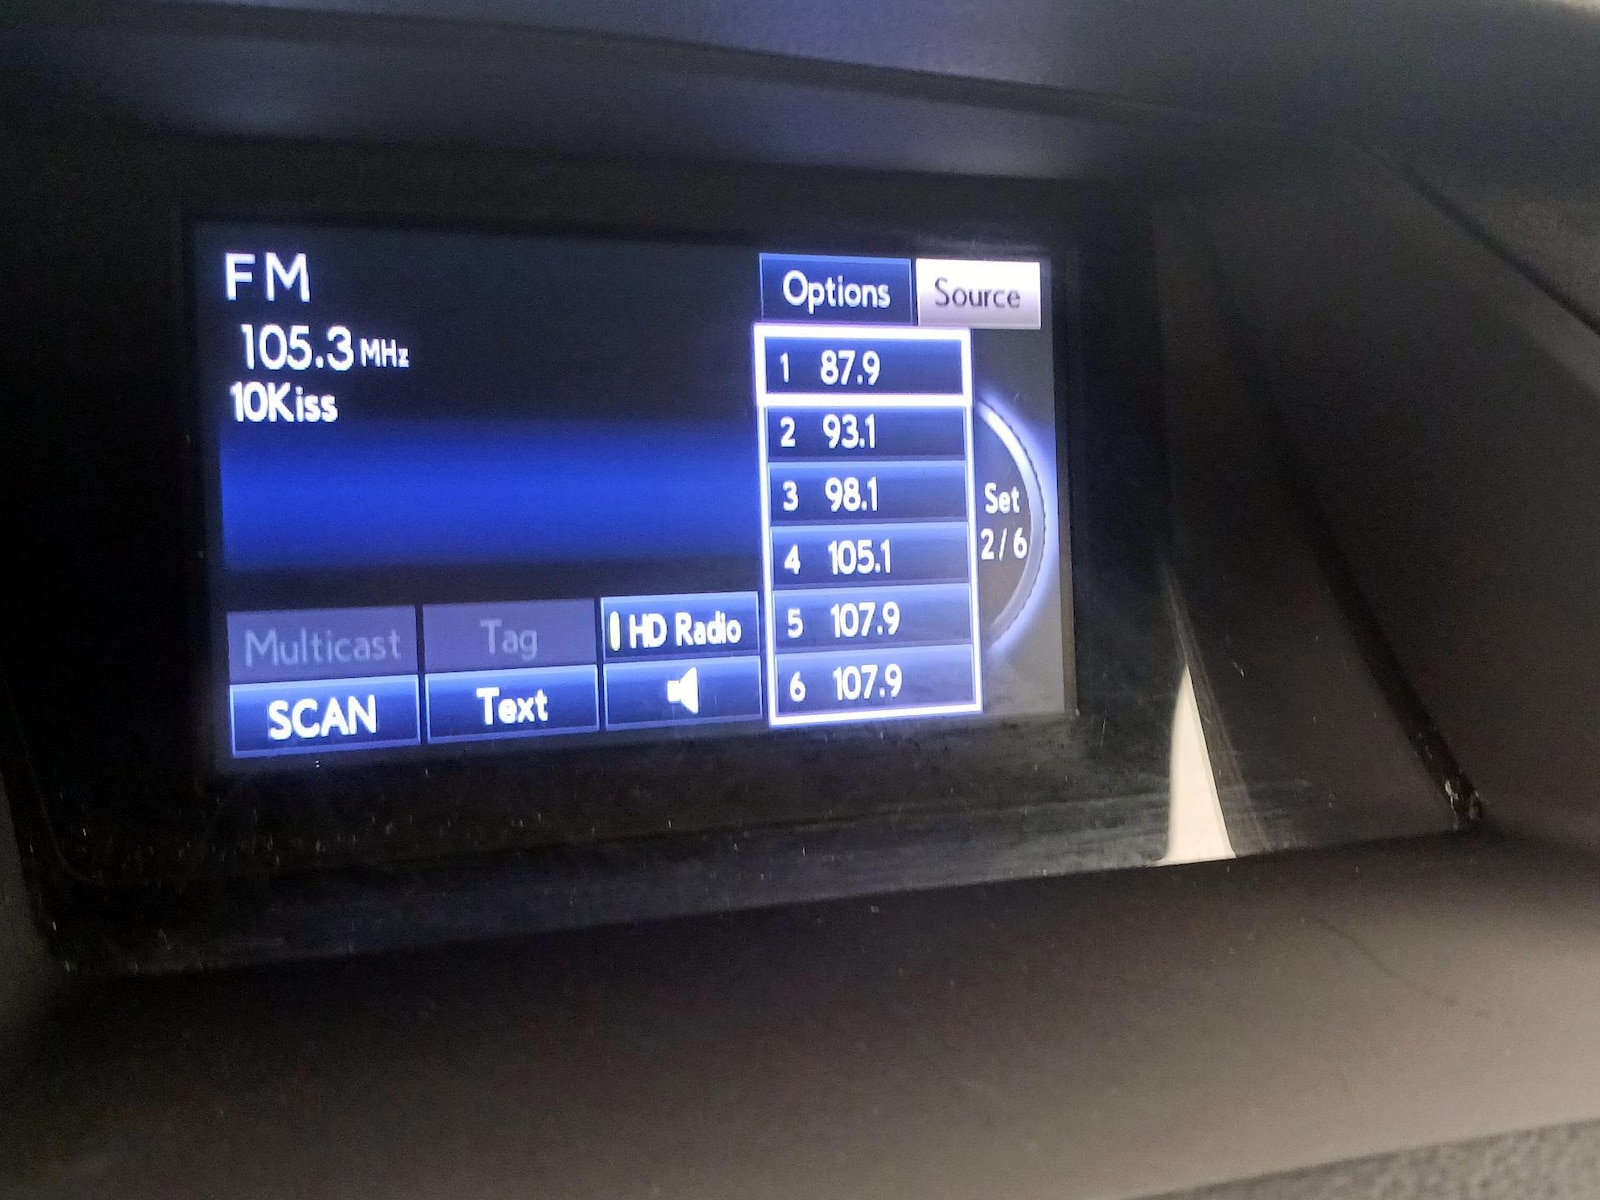 FM
105.3 MHz
10Kiss
Options
Source
1 87.9
2 93.1
3 98.1
4 105.1
5 107.9
6 107.9
Set
2/6
Multicast
Tag
HD Radio
SCAN
Text